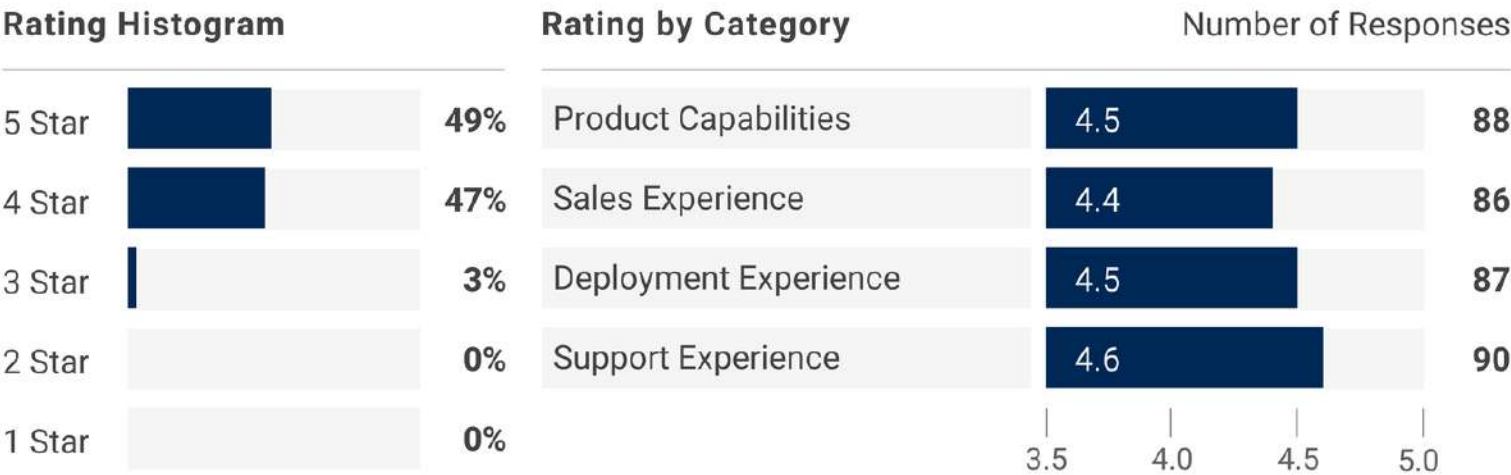 Rating Histogram
5 Star 49%
4 Star 47%
3 Star 3%
2 Star 0%
1 Star 0%
Rating by Category Number of Responses
Product Capabilities 4.5 88
Sales Experience 4.4 86
Deployment Experience 4.5 87
Support Experience 4.6 90
3.5 4.0 4.5 5.0